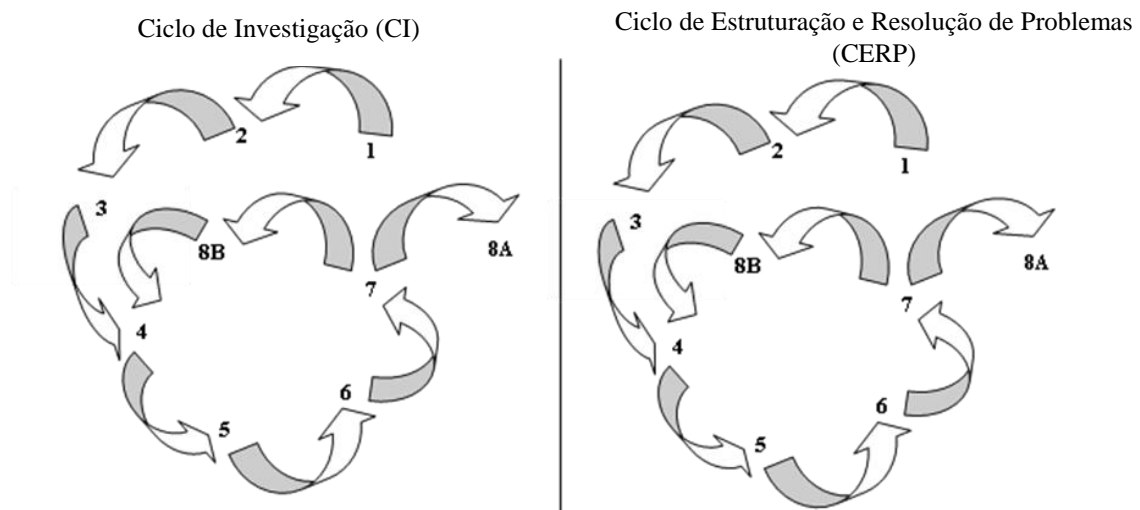 Ciclo de Investigação (CI)
Ciclo de Estruturação e Resolução de Problemas
(CERP)
1
2
3
4
5
6
7
8A
8B
1
2
3
4
5
6
7
8A
8B